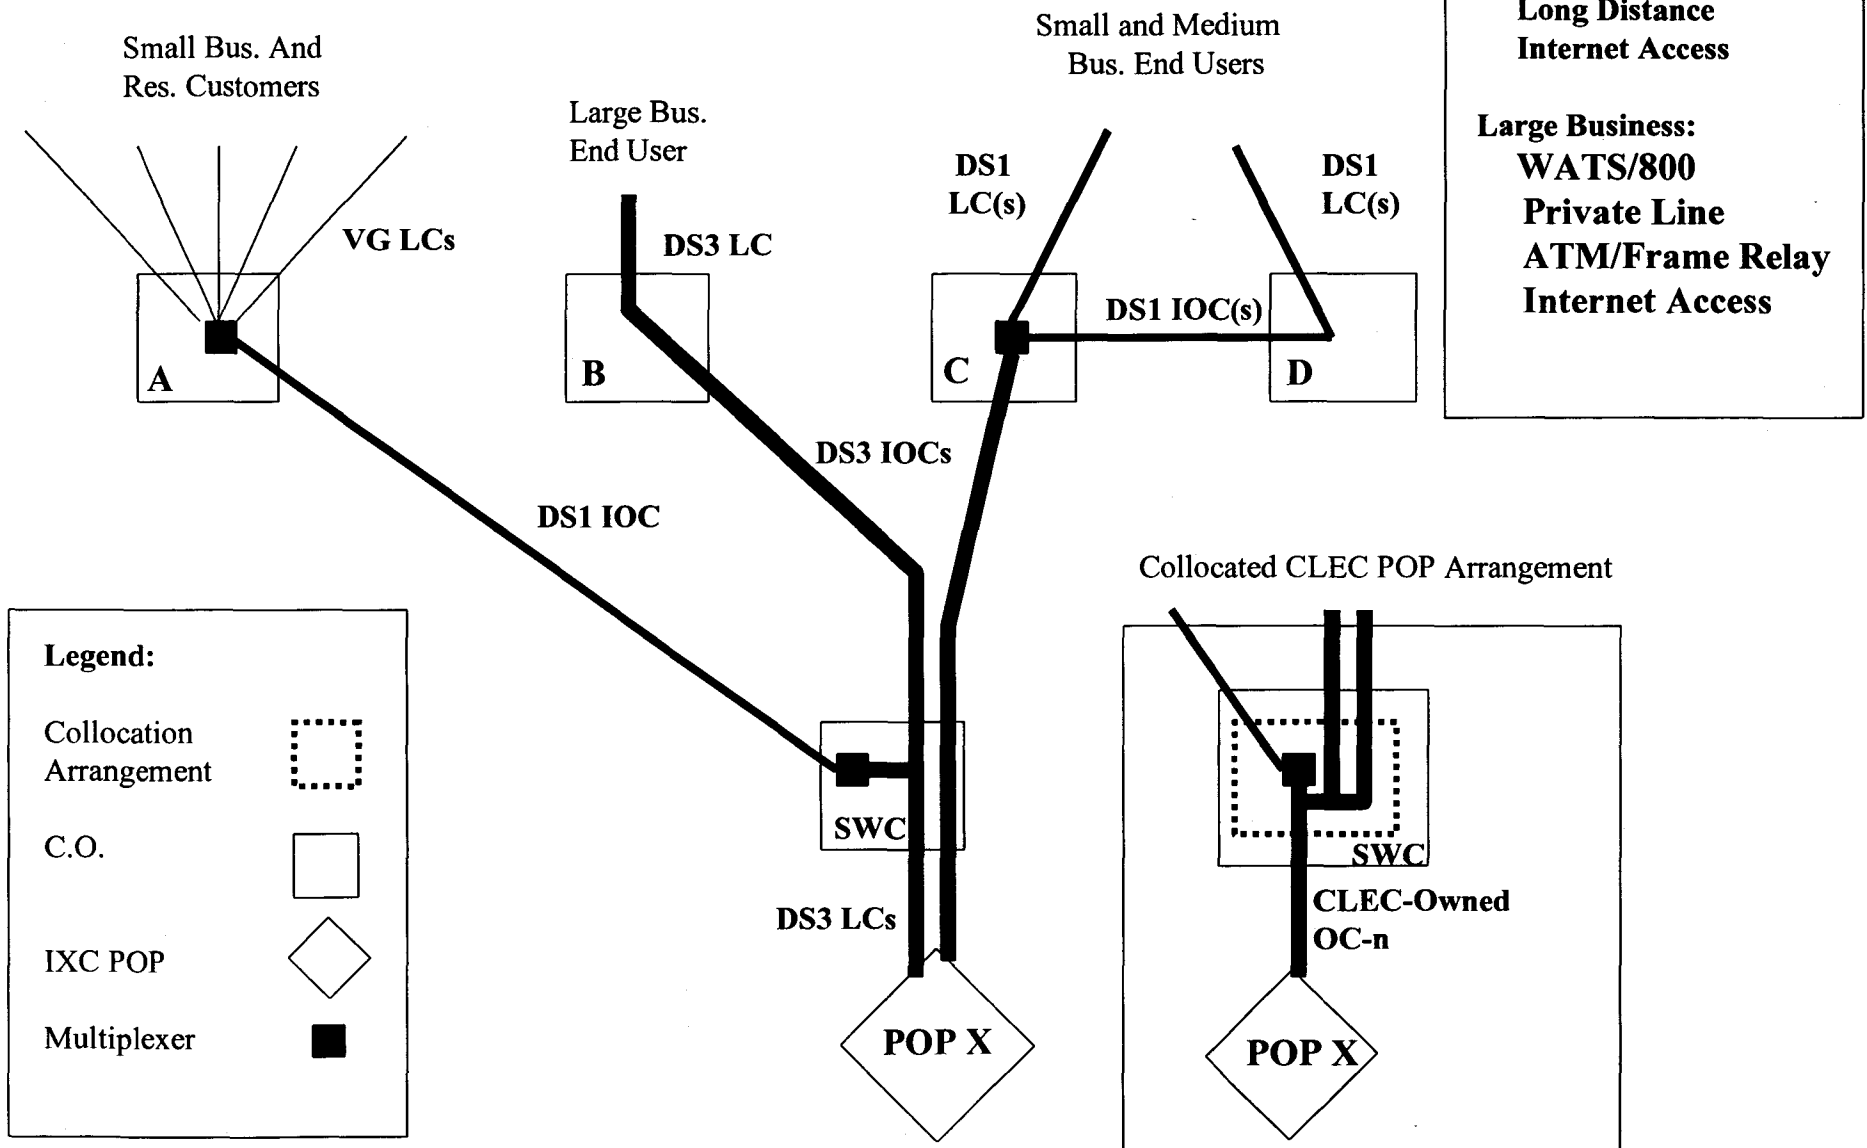 Small Bus. And
Res. Customers
Large Bus.
End User
Small and Medium
Bus. End Users
Long Distance
Internet Access
Large Business:
WATS/800
Private Line
ATM/Frame Relay
Internet Access
VG LCs
DS3 LC
DS1
LC(s)
DS1
LC(s)
DS1 IOC(s)
A
B
C
D
DS3 IOCs
DS1 IOC
Legend:
Collocation
Arrangement
C.O.
IXC POP
Multiplexer
SWC
DS3 LCs
POP X
Collocated CLEC POP Arrangement
SWC
CLEC-Owned
OC-n
POP X